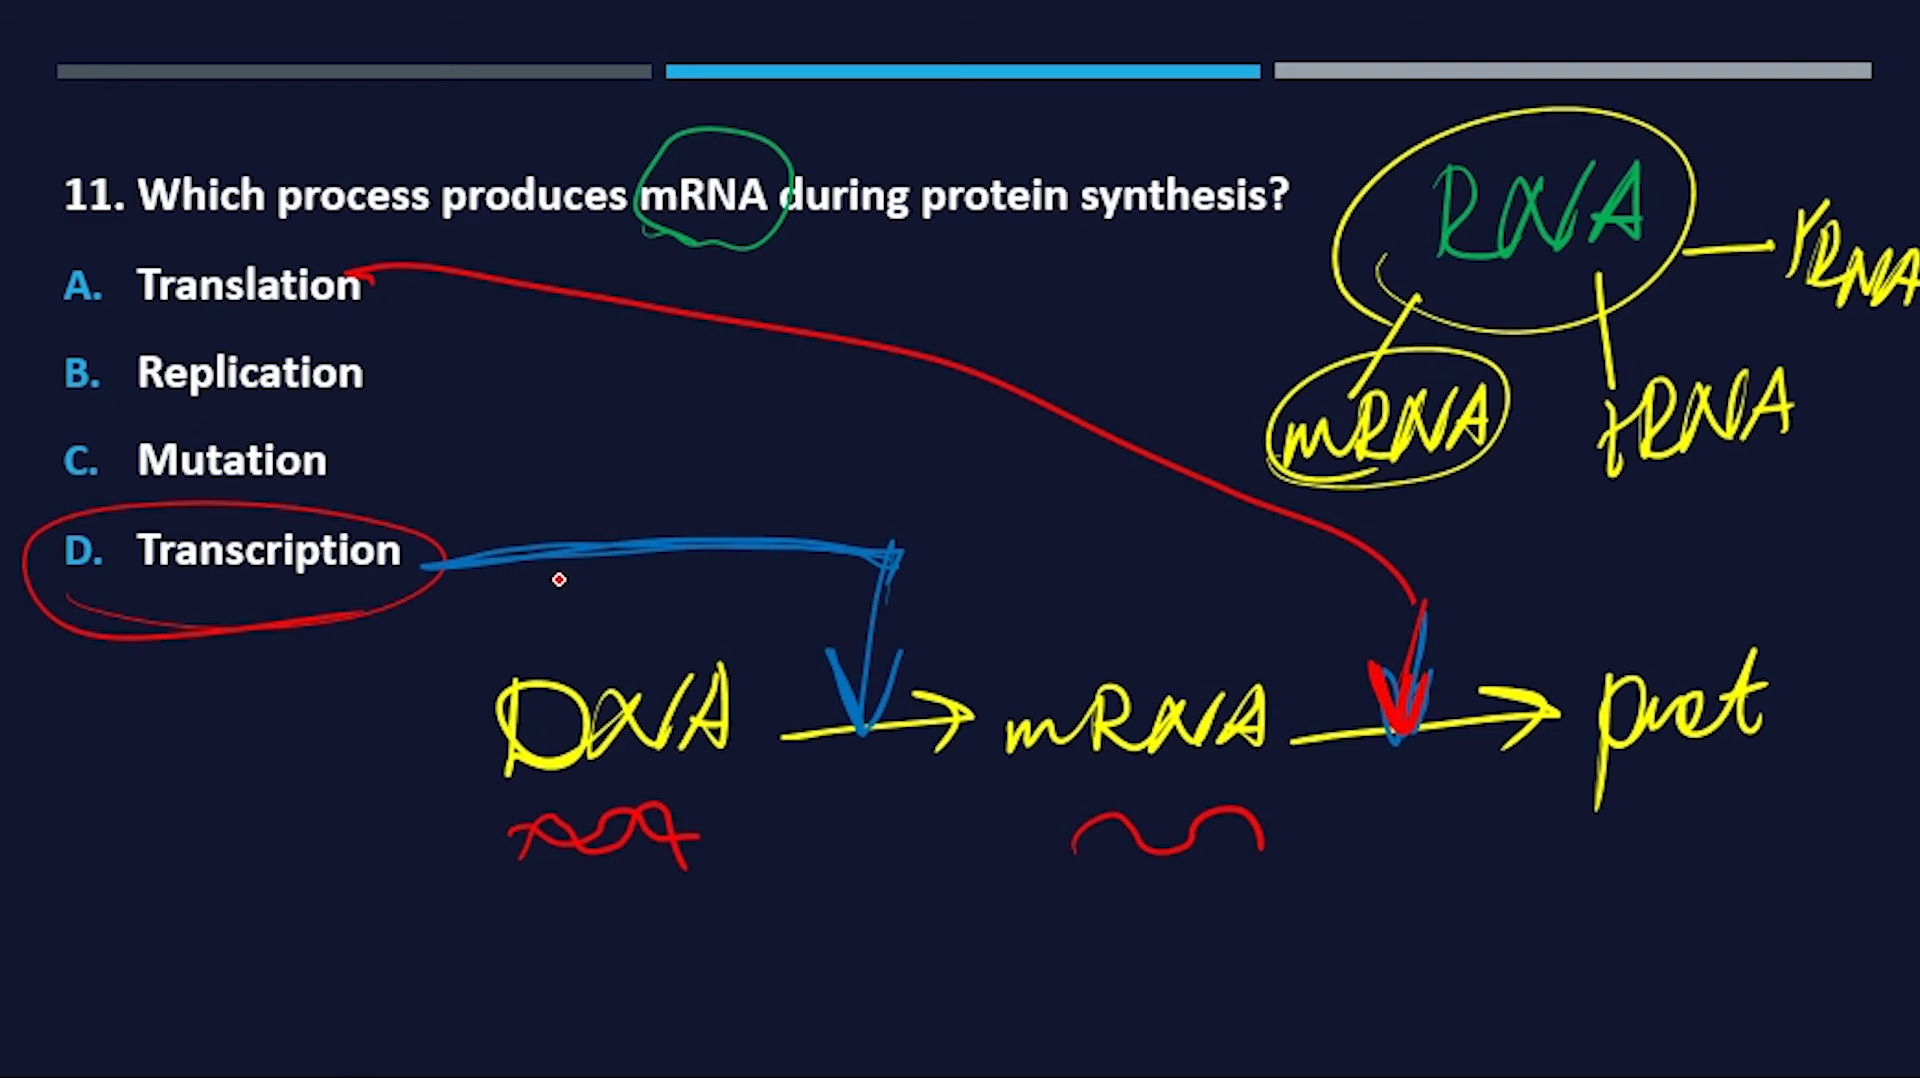 11. Which process produces mRNA during protein synthesis?
A. Translation
B. Replication
C. Mutation
D. Transcription
RNA
rRNA
mRNA
tRNA
DNA → mRNA → prot